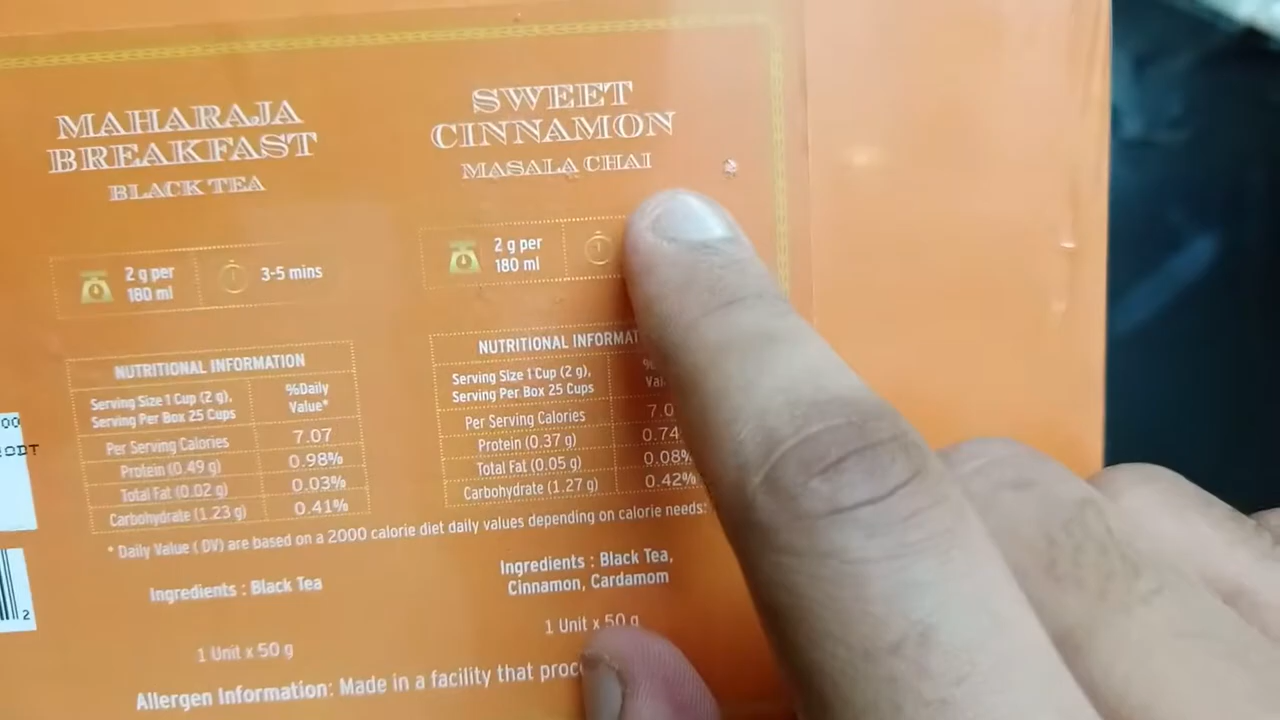 MAHARAJA
BREAKFAST
BLACK TEA
2 g per
180 ml
3-5 mins
NUTRITIONAL INFORMATION
Serving Size 1 Cup (2 g),
Serving Per Box 25 Cups
%Daily
Value*
Per Serving Calories
7.07
Protein (0.49 g)
0.98%
Total Fat (0.02 g)
0.03%
Carbohydrate (1.23 g)
0.41%
SWEET
CINNAMON
MASALA CHAI
2 g per
180 ml
NUTRITIONAL
Serving Size 1 Cup (2 g),
Serving Per Box 25 Cups
Per Serving Calories
Protein (0.37 g)
Total Fat (0.05 g)
0.08%
Carbohydrate (1.27 g)
0.42%
* Daily Value ( DV) are based on a 2000 calorie diet daily values depending on calorie needs:
Ingredients : Black Tea
1 Unit x 50 g
Ingredients : Black Tea,
Cinnamon, Cardamom
1 Unit x 50 g
Allergen Information: Made in a facility that
2